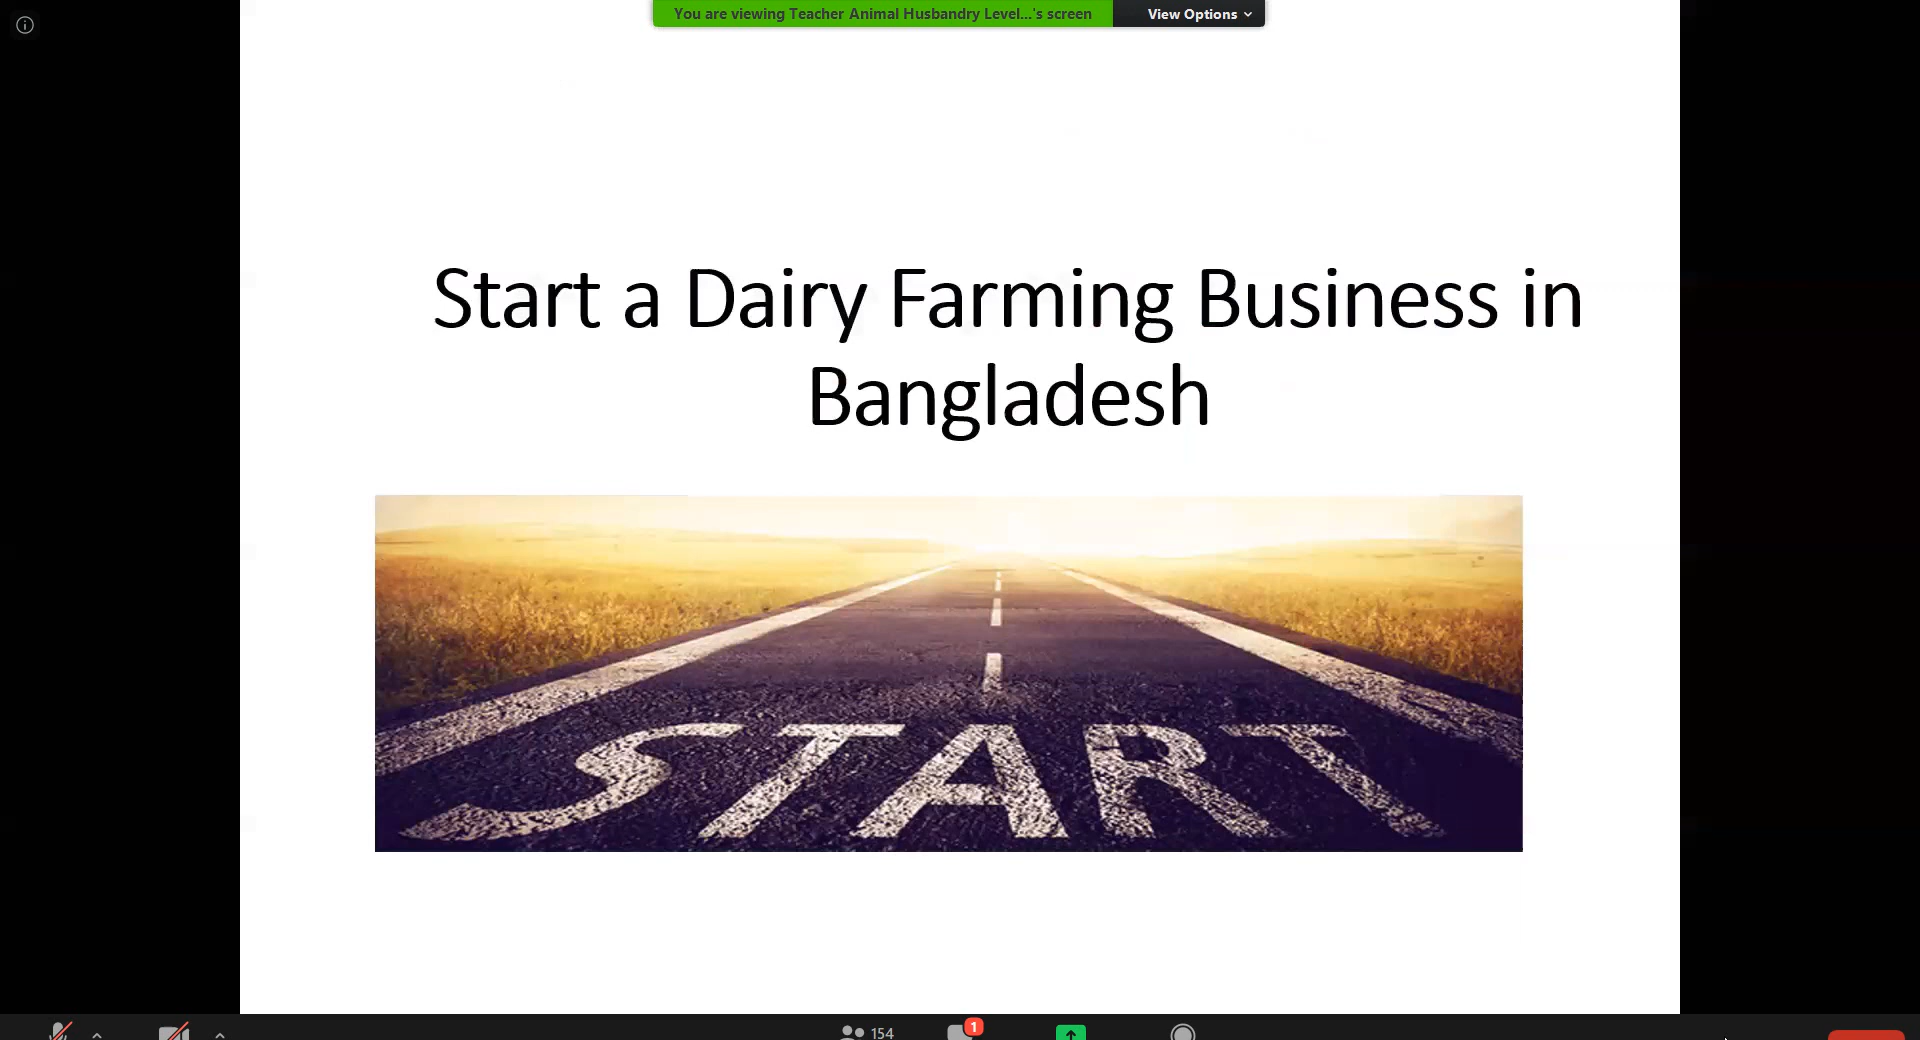 You are viewing Teacher Animal Husbandry Level...'s screen
View Options
Start a Dairy Farming Business in
Bangladesh
START
154
1